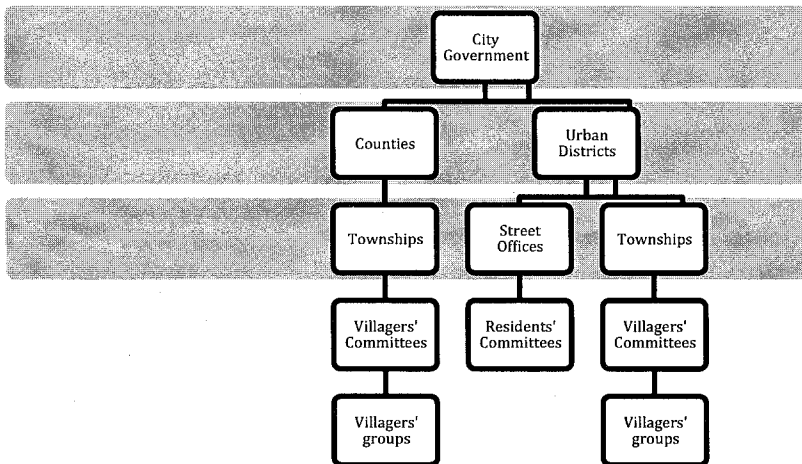 City
Government
Counties
Urban
Districts
Townships
Street
Offices
Townships
Villagers'
Committees
Residents'
Committees
Villagers'
Committees
Villagers'
groups
Villagers'
groups